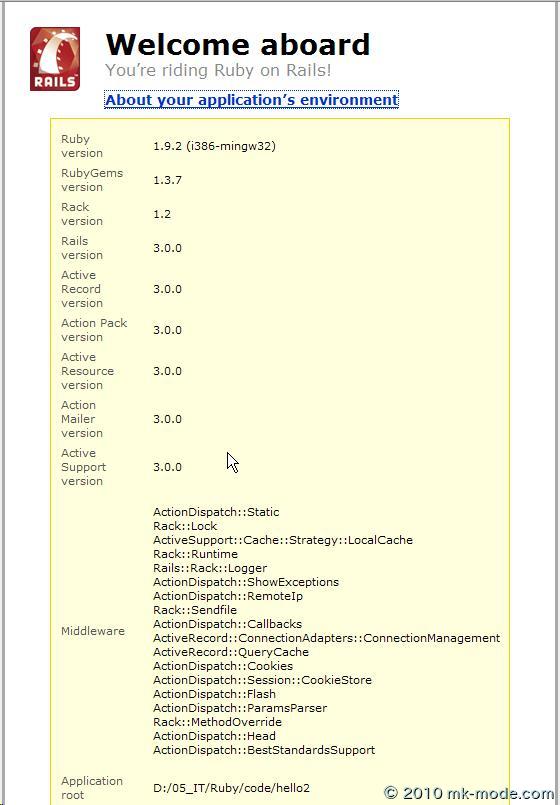 RAILS
Welcome aboard
You’re riding Ruby on Rails!
About your application’s environment
Ruby
version
1.9.2 (i386-mingw32)
RubyGems
version
1.3.7
Rack
version
1.2
Rails
version
3.0.0
Active
Record
version
3.0.0
Action Pack
version
3.0.0
Active
Resource
version
3.0.0
Action
Mailer
version
3.0.0
Active
Support
version
3.0.0
Middleware
ActionDispatch::Static
Rack::Lock
ActiveSupport::Cache::Strategy::LocalCache
Rack::Runtime
Rails::Rack::Logger
ActionDispatch::ShowExceptions
ActionDispatch::RemoteIp
Rack::Sendfile
ActionDispatch::Callbacks
ActiveRecord::ConnectionAdapters::ConnectionManagement
ActiveRecord::QueryCache
ActionDispatch::Cookies
ActionDispatch::Session::CookieStore
ActionDispatch::Flash
ActionDispatch::ParamsParser
Rack::MethodOverride
ActionDispatch::Head
ActionDispatch::BestStandardsSupport
Application
root
D:/05_IT/Ruby/code/hello2
© 2010 mk-mode.com